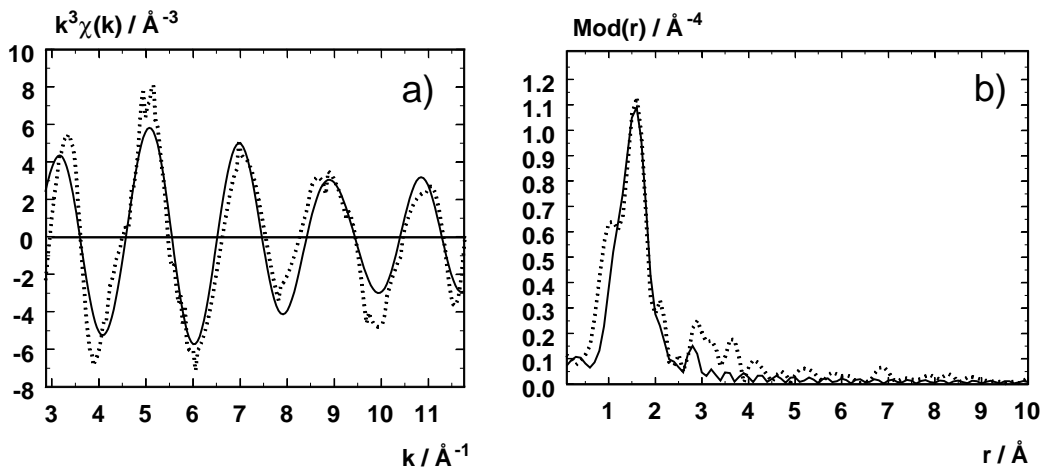 k³χ(k) / Å⁻³
10
8
6
4
2
0
-2
-4
-6
-8
a)
3 4 5 6 7 8 9 10 11
k / Å⁻¹
Mod(r) / Å⁻⁴
1.2
1.1
1.0
0.9
0.8
0.7
0.6
0.5
0.4
0.3
0.2
0.1
0.0
b)
1 2 3 4 5 6 7 8 9 10
r / Å